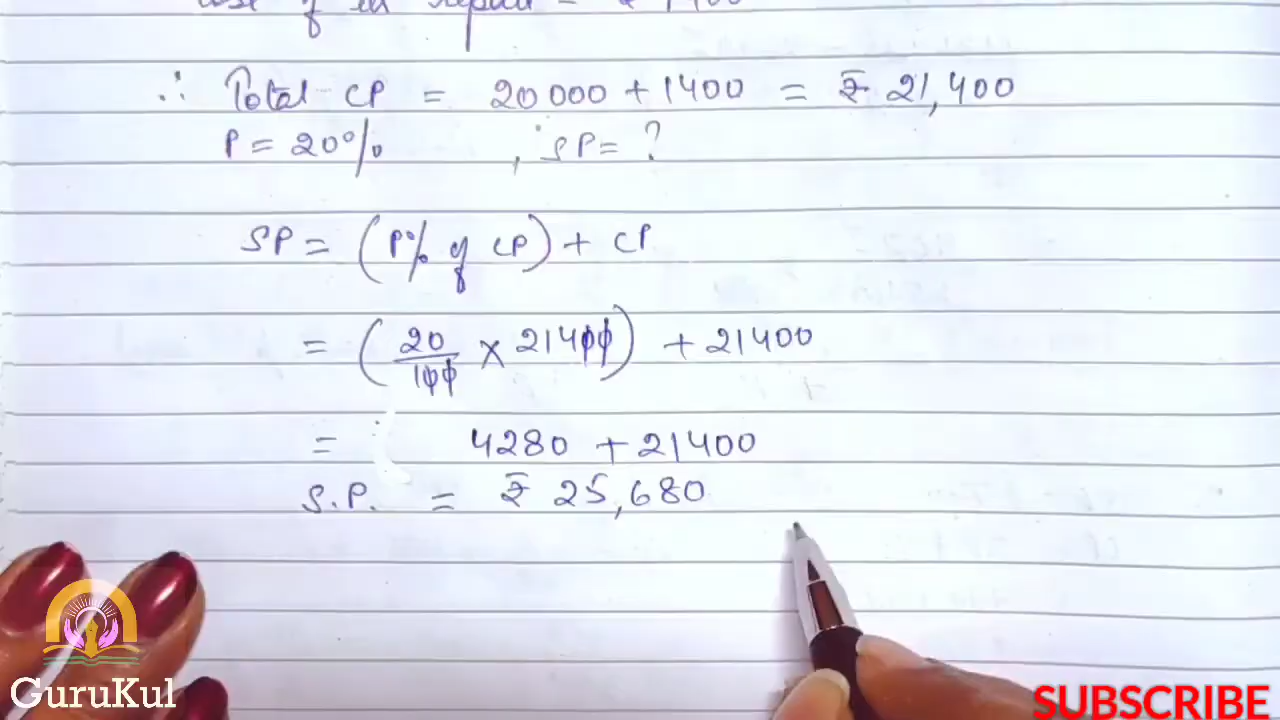 ∴ Total CP = 20000 + 1400 = ₹ 21,400
P = 20% , SP = ?
SP = (P% of CP) + CP
= (20/100 × 21400) + 21400
= 4280 + 21400
S.P. = ₹ 25,680
GuruKul
SUBSCRIBE